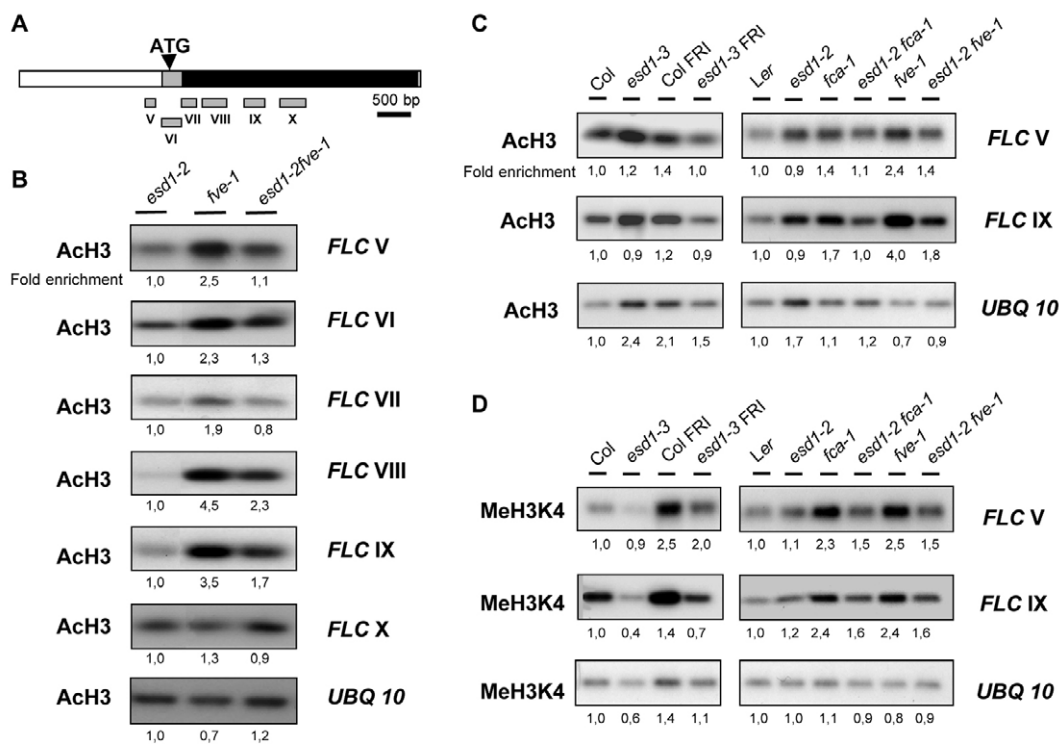 A
ATG
500 bp
V
VI
VII
VIII
IX
X
B
esd1-2
fve-1
esd1-2fve-1
AcH3
FLC V
Fold enrichment
1,0 2,5 1,1
AcH3
FLC VI
1,0 2,3 1,3
AcH3
FLC VII
1,0 1,9 0,8
AcH3
FLC VIII
1,0 4,5 2,3
AcH3
FLC IX
1,0 3,5 1,7
AcH3
FLC X
1,0 1,3 0,9
AcH3
UBQ 10
1,0 0,7 1,2
C
Col
esd1-3
Col FRI
esd1-3 FRI
Ler
esd1-2
fca-1
esd1-2 fca-1
fve-1
esd1-2 fve-1
AcH3
FLC V
Fold enrichment
1,0 1,2 1,4 1,0 1,0 0,9 1,4 1,1 2,4 1,4
AcH3
FLC IX
1,0 0,9 1,2 0,9 1,0 0,9 1,7 1,0 4,0 1,8
AcH3
UBQ 10
1,0 2,4 2,1 1,5 1,0 1,7 1,1 1,2 0,7 0,9
D
Col
esd1-3
Col FRI
esd1-3 FRI
Ler
esd1-2
fca-1
esd1-2 fca-1
fve-1
esd1-2 fve-1
MeH3K4
FLC V
1,0 0,9 2,5 2,0 1,0 1,1 2,3 1,5 2,5 1,5
MeH3K4
FLC IX
1,0 0,4 1,4 0,7 1,0 1,2 2,4 1,6 2,4 1,6
MeH3K4
UBQ 10
1,0 0,6 1,4 1,1 1,0 1,0 1,1 0,9 0,8 0,9